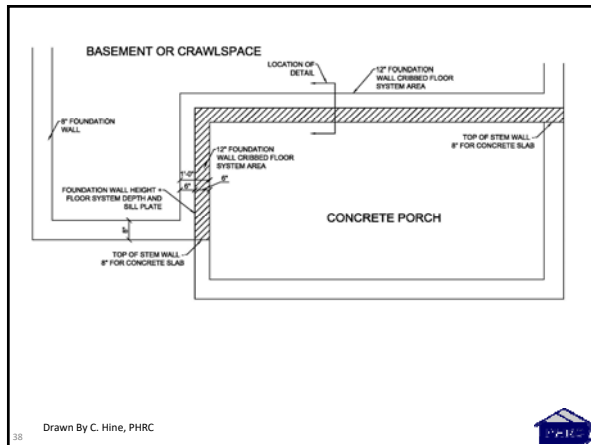 BASEMENT OR CRAWLSPACE
LOCATION OF
DETAIL
12" FOUNDATION
WALL CRIBBED FLOOR
SYSTEM AREA
8" FOUNDATION
WALL
TOP OF STEM WALL
8" FOR CONCRETE SLAB
12" FOUNDATION
WALL CRIBBED FLOOR
SYSTEM AREA
1'-0"
6"
6"
FOUNDATION WALL HEIGHT +
FLOOR SYSTEM DEPTH AND
SILL PLATE
CONCRETE PORCH
8"
TOP OF STEM WALL
8" FOR CONCRETE SLAB
Drawn By C. Hine, PHRC
38
PHRC